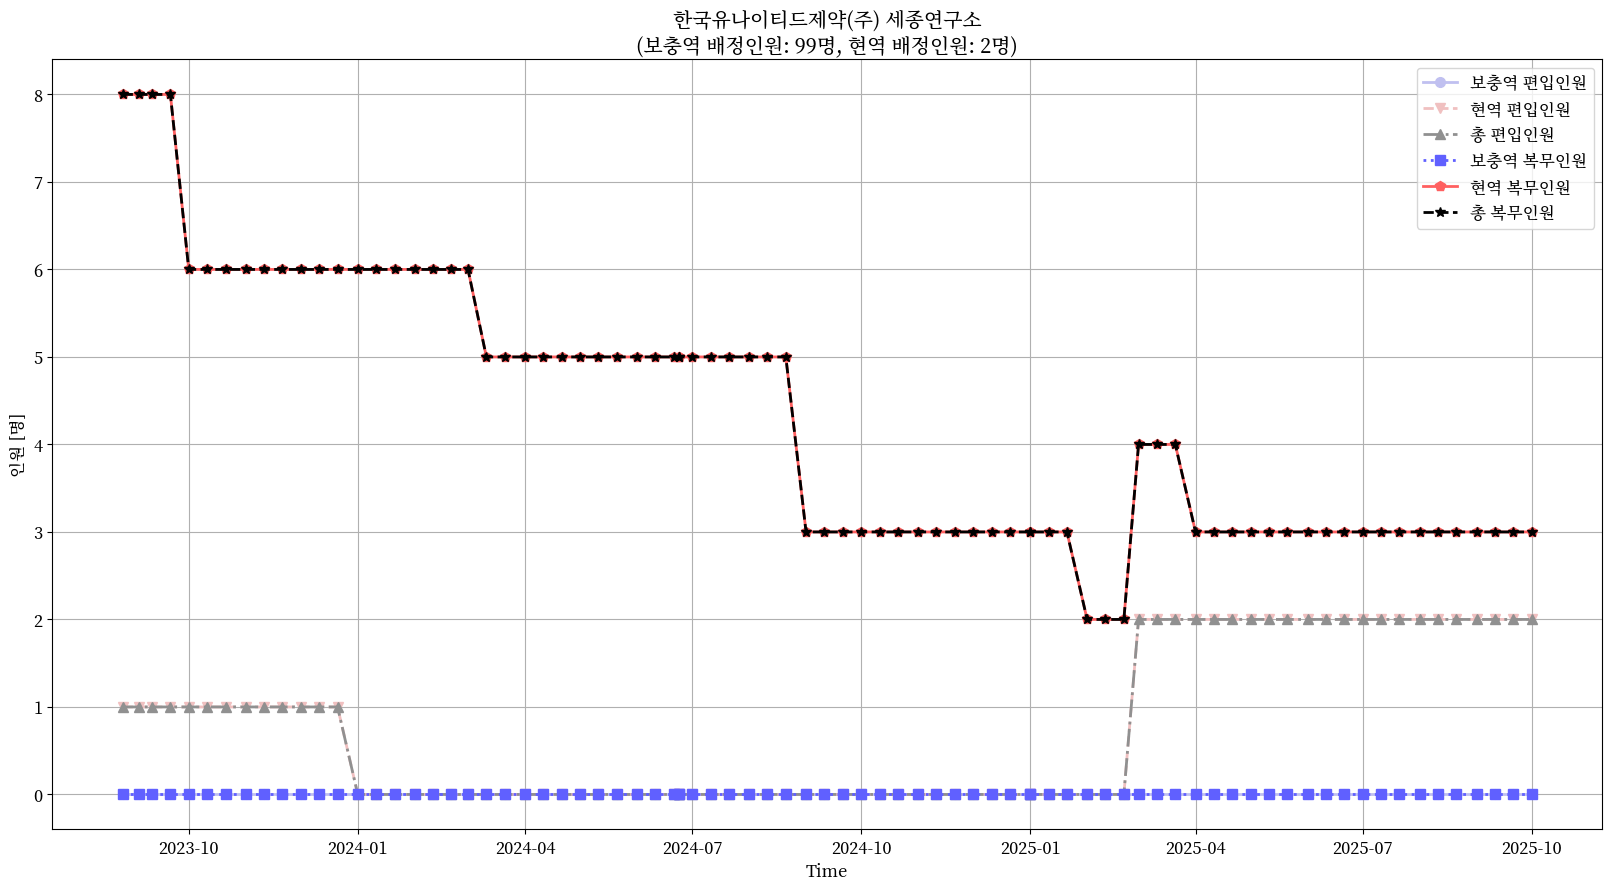 한국유나이티드제약(주) 세종연구소
(보충역 배정인원: 99명, 현역 배정인원: 2명)
보충역 편입인원
현역 편입인원
총 편입인원
보충역 복무인원
현역 복무인원
총 복무인원
인원 [명]
8
7
6
5
4
3
2
1
0
2023-10
2024-01
2024-04
2024-07
2024-10
2025-01
2025-04
2025-07
2025-10
Time